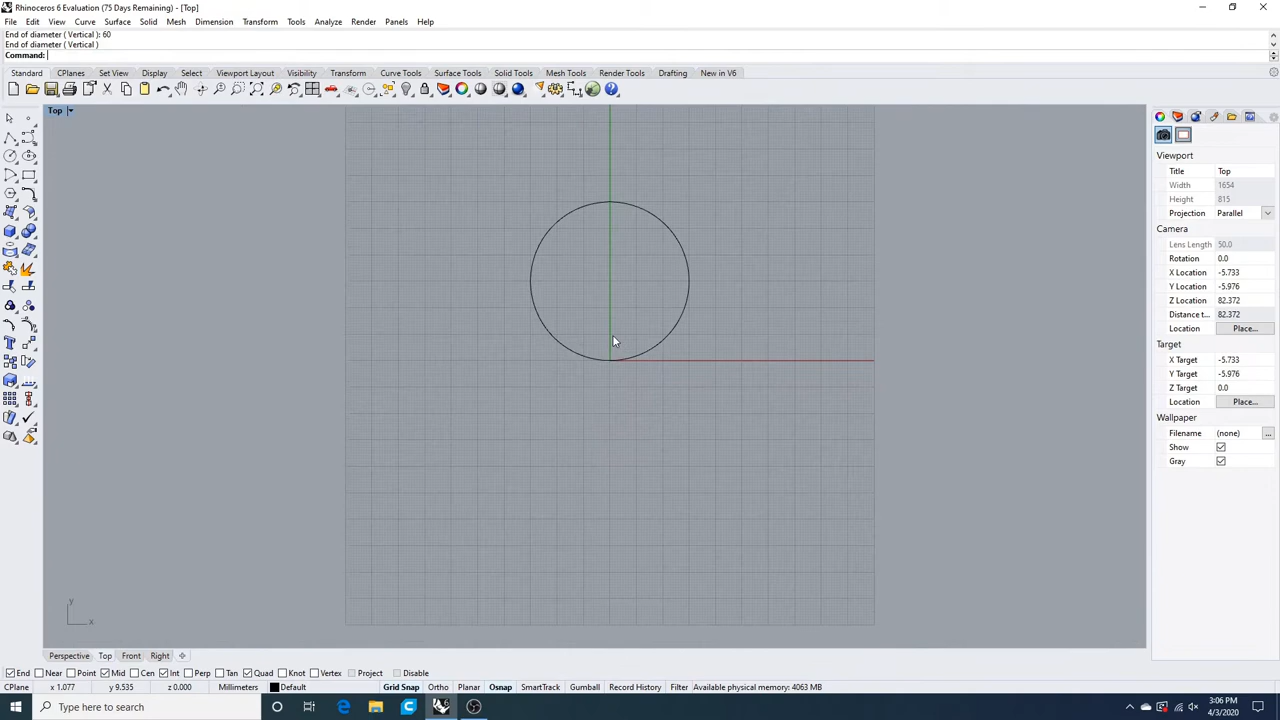 Rhinoceros 6 Evaluation (75 Days Remaining) - [Top]
File Edit View Curve Surface Solid Mesh Dimension Transform Tools Analyze Render Panels Help
End of diameter ( Vertical ): 60
End of diameter ( Vertical )
Command:
Standard CPlanes Set View Display Select Viewport Layout Visibility Transform Curve Tools Surface Tools Solid Tools Mesh Tools Render Tools Drafting New in V6
Top
Viewport
Title Top
Width 1654
Height 815
Projection Parallel
Camera
Lens Length 50.0
Rotation 0.0
X Location -5.733
Y Location -5.976
Z Location 82.372
Distance t... 82.372
Location Place...
Target
X Target -5.733
Y Target -5.976
Z Target 0.0
Location Place...
Wallpaper
Filename (none) ...
Show
Gray
y
x
Perspective Top Front Right
End Near Point Mid Cen Int Perp Tan Quad Knot Vertex Project Disable
CPlane x 1.077 y 9.535 z 0.000 Millimeters Default Grid Snap Ortho Planar Osnap SmartTrack Gumball Record History Filter Available physical memory: 4063 MB
Type here to search
3:06 PM
4/3/2020